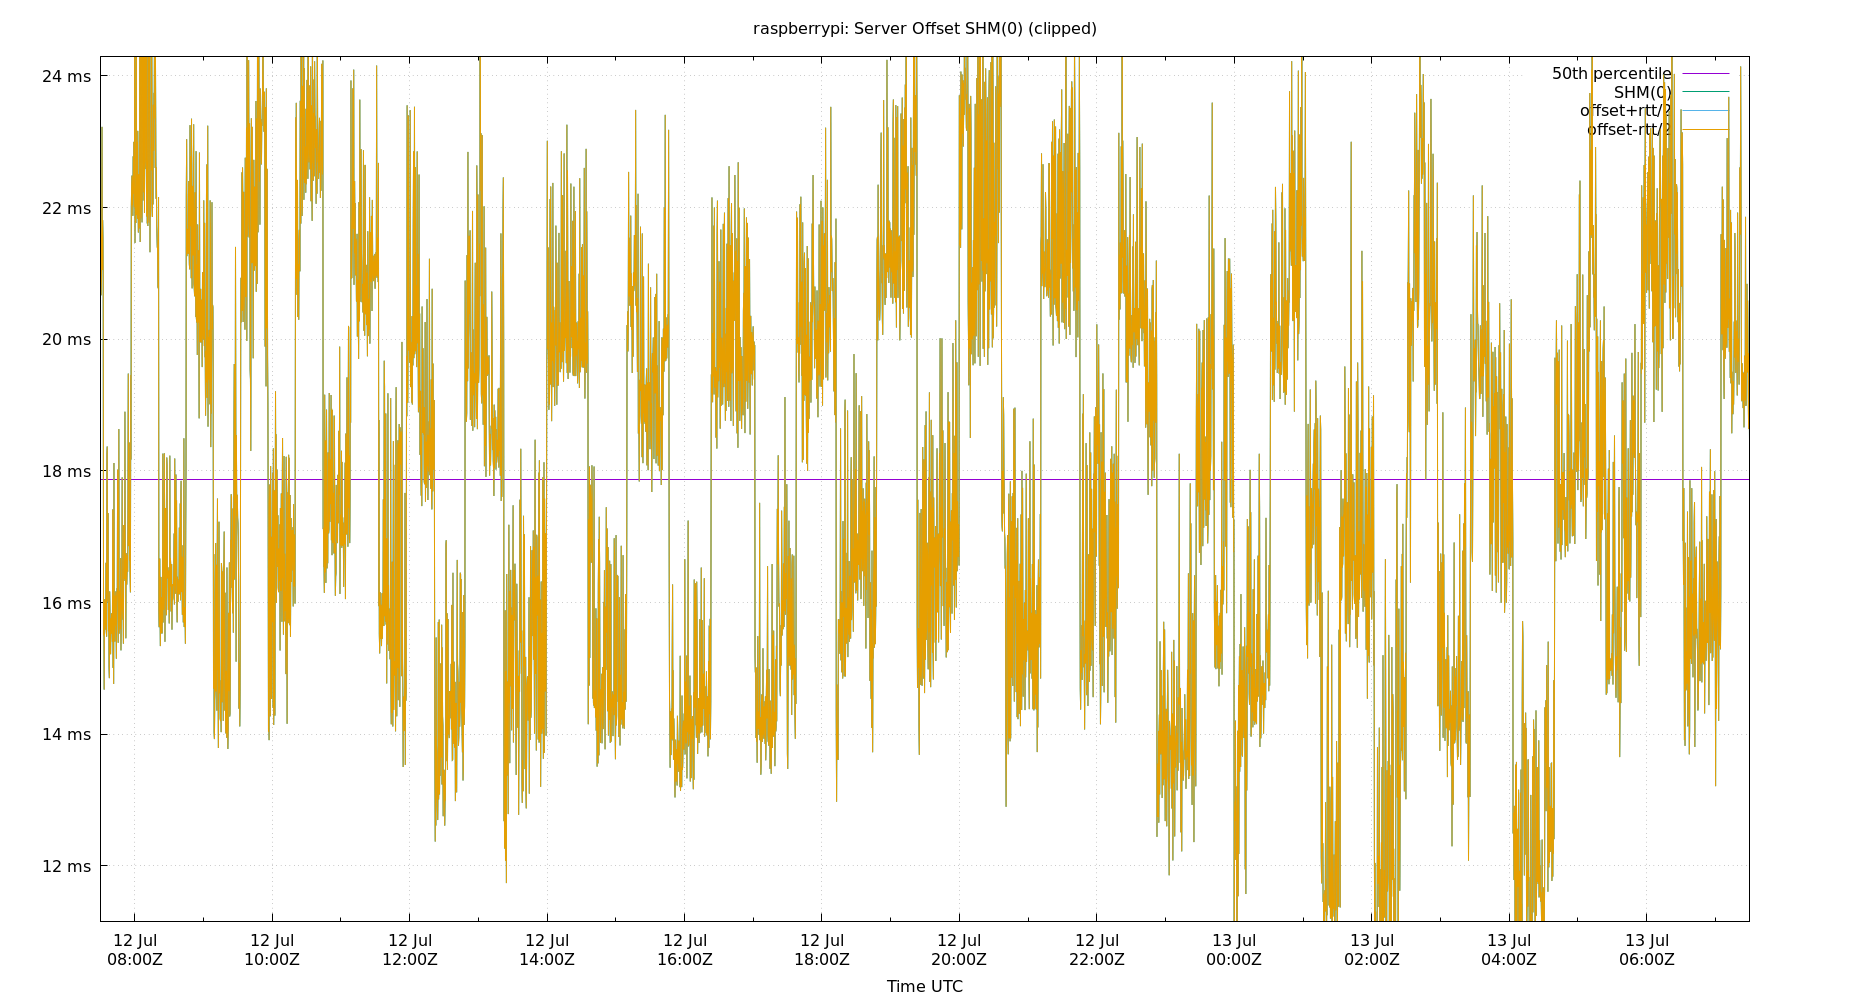 raspberrypi: Server Offset SHM(0) (clipped)
50th percentile
SHM(0)
offset+rtt/2
offset-rtt/2
24 ms
22 ms
20 ms
18 ms
16 ms
14 ms
12 ms
12 Jul 12 Jul 12 Jul 12 Jul 12 Jul 12 Jul 12 Jul 12 Jul 13 Jul 13 Jul 13 Jul 13 Jul
08:00Z 10:00Z 12:00Z 14:00Z 16:00Z 18:00Z 20:00Z 22:00Z 00:00Z 02:00Z 04:00Z 06:00Z
Time UTC